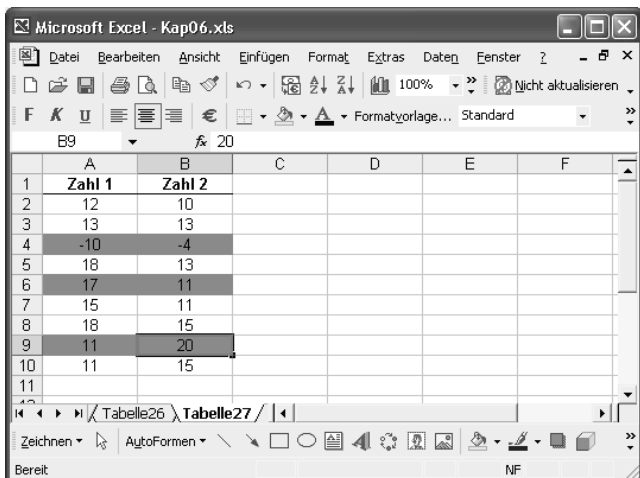 Microsoft Excel - Kap06.xls
Datei Bearbeiten Ansicht Einfügen Format Extras Daten Fenster ?
100% Nicht aktualisieren
F K U € Formatvorlage... Standard
B9 fx 20
A B C D E F
1 Zahl 1 Zahl 2
2 12 10
3 13 13
4 -10 -4
5 18 13
6 17 11
7 15 11
8 18 15
9 11 20
10 11 15
11
Tabelle26 Tabelle27
Zeichnen AutoFormen
Bereit NF